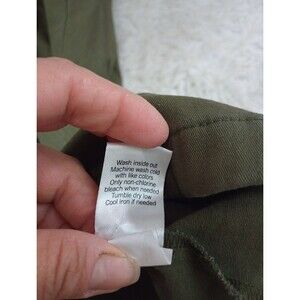 Wash inside out
Machine wash cold
with like colors
Only non-chlorine
bleach when needed
Tumble dry low
Cool iron if needed